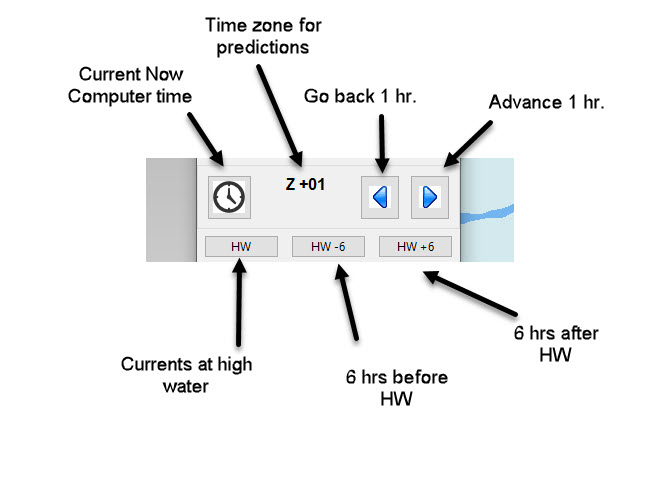 Time zone for
predictions
Current Now
Computer time
Go back 1 hr.
Advance 1 hr.
Z +01
HW
HW -6
HW +6
Currents at high
water
6 hrs before
HW
6 hrs after
HW